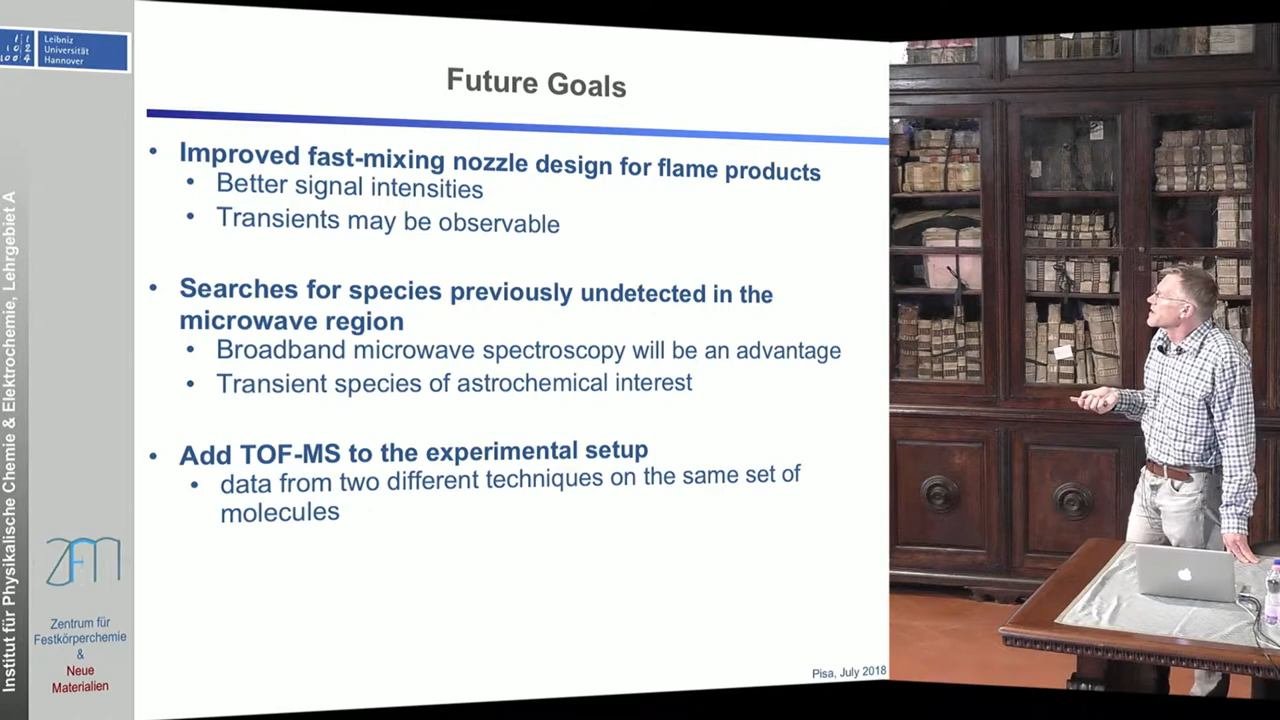 Leibniz
Universität
Hannover
Institut für Physikalische Chemie & Elektrochemie, Lehrgebiet A
Future Goals
• Improved fast-mixing nozzle design for flame products
• Better signal intensities
• Transients may be observable
• Searches for species previously undetected in the
microwave region
• Broadband microwave spectroscopy will be an advantage
• Transient species of astrochemical interest
• Add TOF-MS to the experimental setup
• data from two different techniques on the same set of
molecules
ZFM
Zentrum für
Festkörperchemie
&
Neue
Materialien
Pisa, July 2018